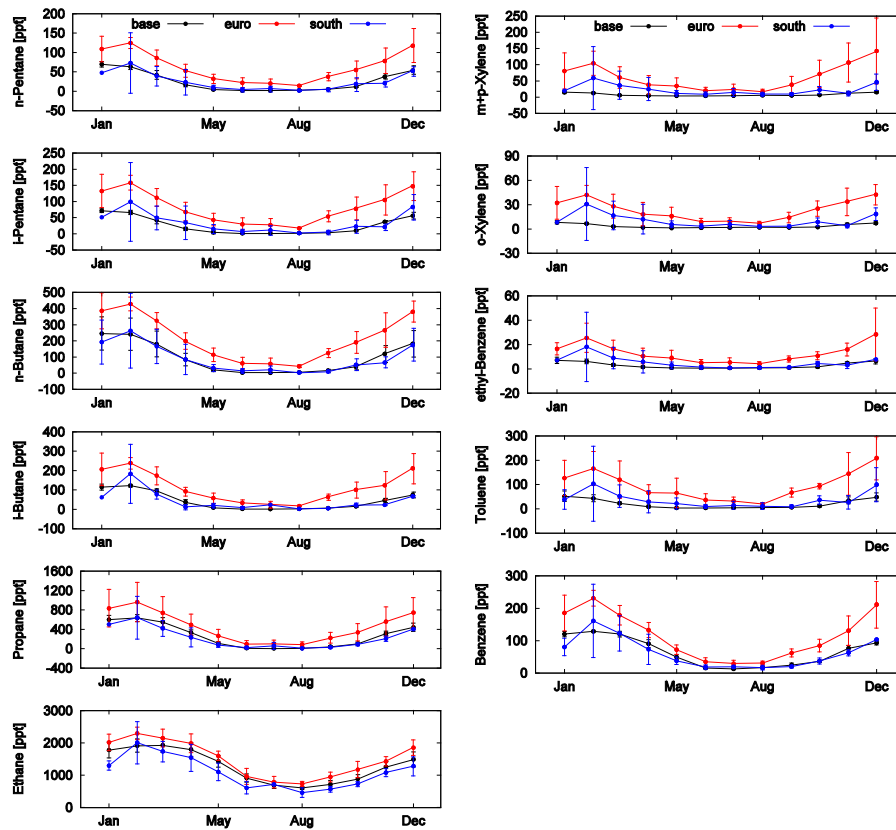 base euro south
n-Pentane [ppt]
200
150
100
50
0
-50
Jan May Aug Dec
i-Pentane [ppt]
250
200
150
100
50
0
-50
Jan May Aug Dec
n-Butane [ppt]
500
400
300
200
100
0
-100
Jan May Aug Dec
i-Butane [ppt]
400
300
200
100
0
-100
Jan May Aug Dec
Propane [ppt]
1600
1200
800
400
0
-400
Jan May Aug Dec
Ethane [ppt]
3000
2000
1000
0
Jan May Aug Dec
base euro south
m+p-Xylene [ppt]
250
200
150
100
50
0
-50
Jan May Aug Dec
o-Xylene [ppt]
90
60
30
0
-30
Jan May Aug Dec
ethyl-Benzene [ppt]
60
40
20
0
-20
Jan May Aug Dec
Toluene [ppt]
300
200
100
0
-100
Jan May Aug Dec
Benzene [ppt]
300
200
100
0
Jan May Aug Dec